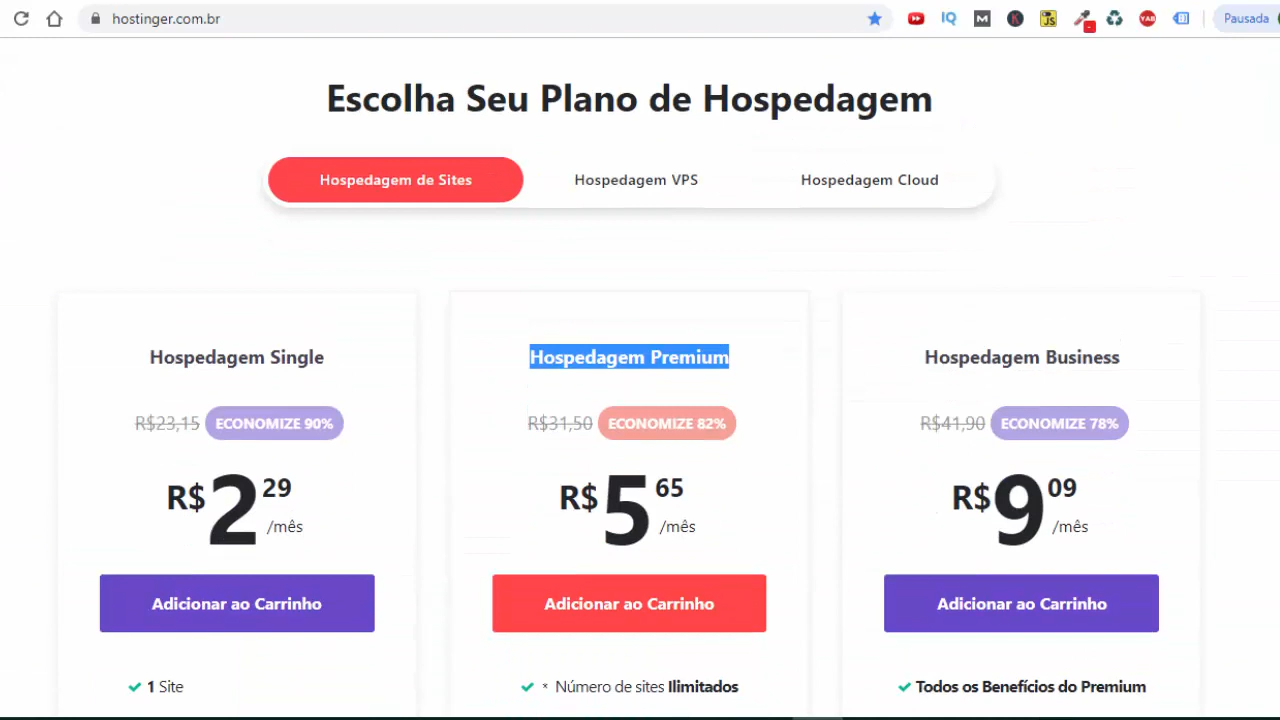 hostinger.com.br
IQ
M
K
JS
YAB
Pausada
Escolha Seu Plano de Hospedagem
Hospedagem de Sites
Hospedagem VPS
Hospedagem Cloud
Hospedagem Single
Hospedagem Premium
Hospedagem Business
R$23,15 ECONOMIZE 90%
R$31,50 ECONOMIZE 82%
R$41,90 ECONOMIZE 78%
R$2 29 /mês
R$5 65 /mês
R$9 09 /mês
Adicionar ao Carrinho
Adicionar ao Carrinho
Adicionar ao Carrinho
1 Site
* Número de sites Ilimitados
Todos os Benefícios do Premium